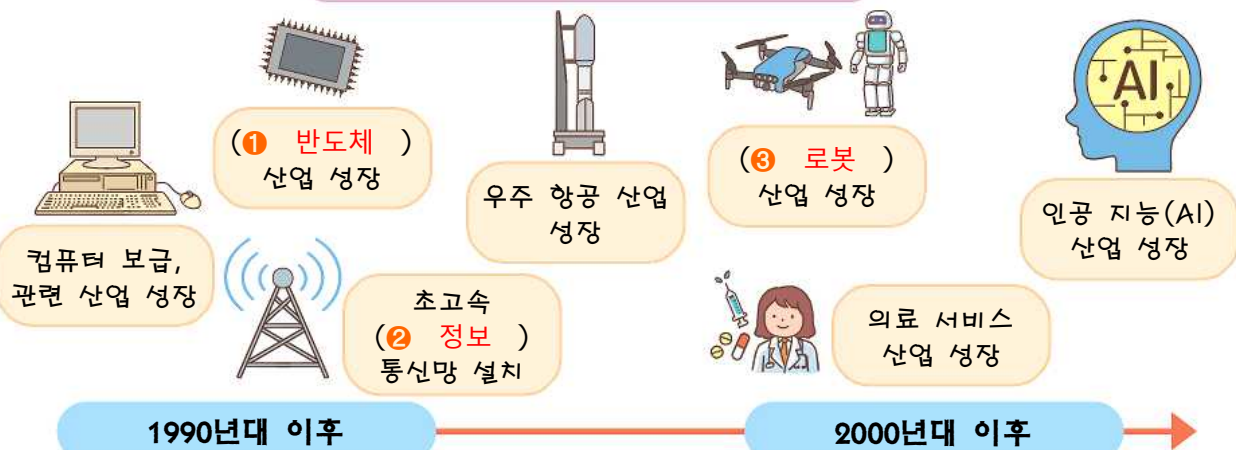 컴퓨터 보급,
관련 산업 성장
(❶ 반도체 )
산업 성장
초고속
(❷ 정보 )
통신망 설치
우주 항공 산업
성장
(❸ 로봇 )
산업 성장
의료 서비스
산업 성장
AI
인공 지능(AI)
산업 성장
1990년대 이후
2000년대 이후